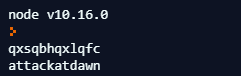 node v10.16.0
>
qxsqbhqxlqfc
attackatdawn